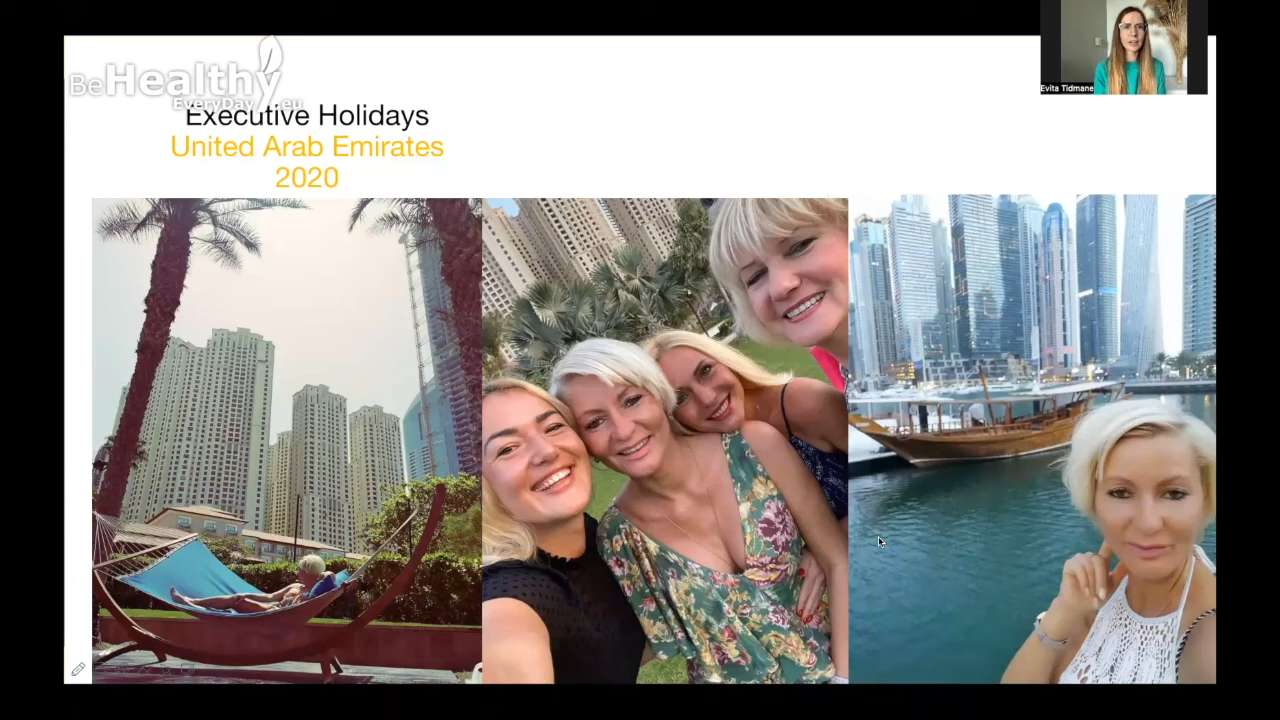 BeHealthy
EveryDay.eu
Executive Holidays
United Arab Emirates
2020
Evita Tidmane